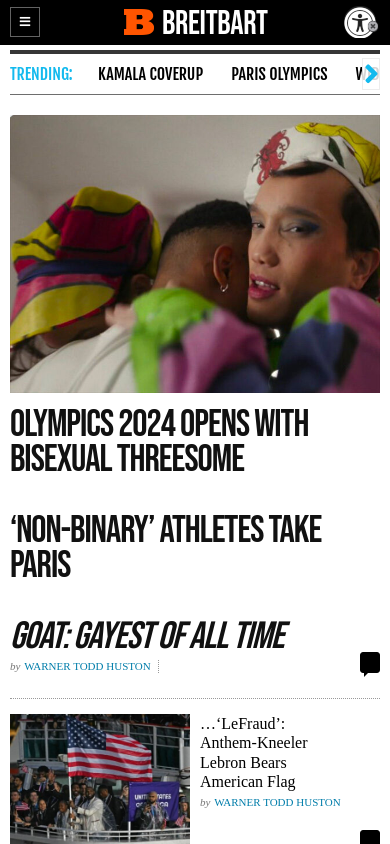 BREITBART
TRENDING:
KAMALA COVERUP
PARIS OLYMPICS
OLYMPICS 2024 OPENS WITH
BISEXUAL THREESOME
‘NON-BINARY’ ATHLETES TAKE
PARIS
GOAT: GAYEST OF ALL TIME
by WARNER TODD HUSTON
…‘LeFraud’:
Anthem-Kneeler
Lebron Bears
American Flag
by WARNER TODD HUSTON